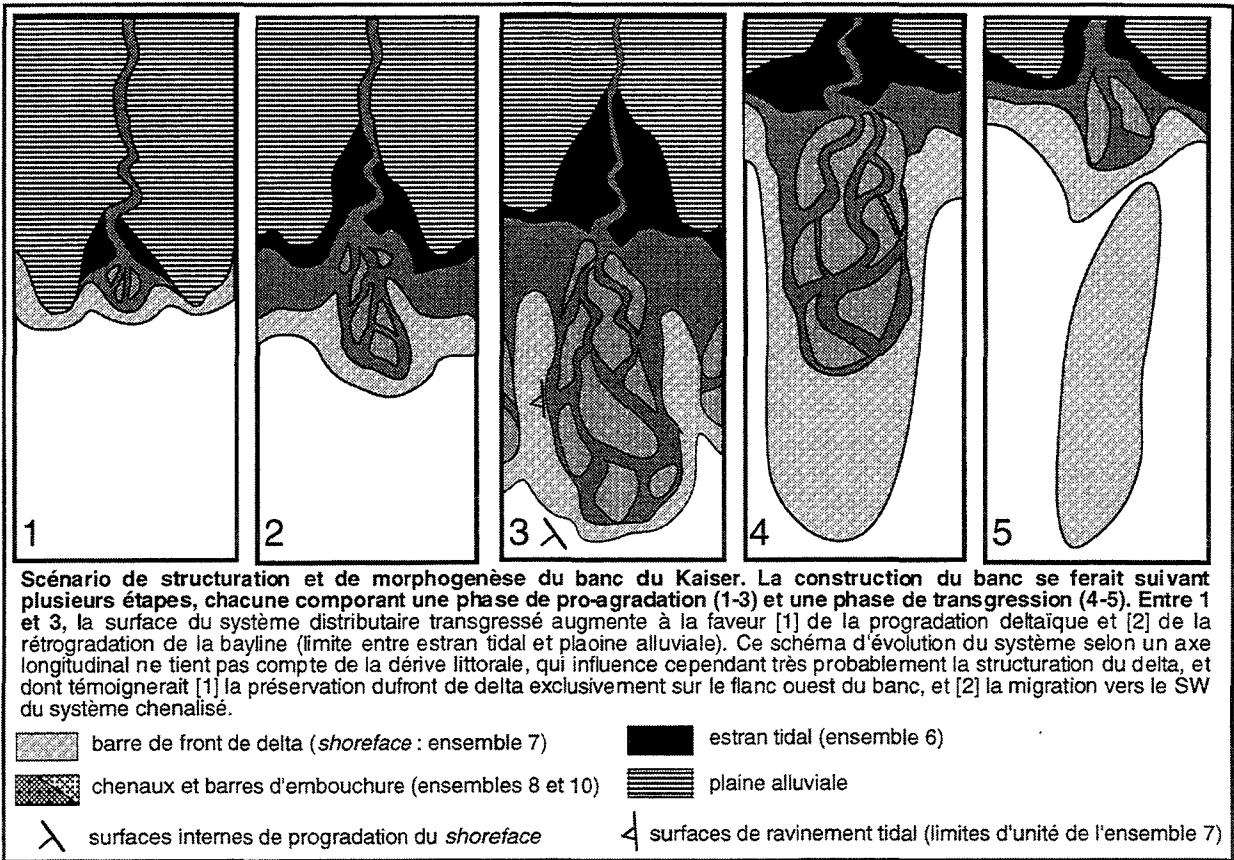 1
2
3
4
5
Scénario de structuration et de morphogenèse du banc du Kaiser. La construction du banc se ferait suivant
plusieurs étapes, chacune comporant une phase de pro-agradation (1-3) et une phase de transgression (4-5). Entre 1
et 3, la surface du système distributaire transgressé augmente à la faveur [1] de la progradation deltaïque et [2] de la
rétrogradation de la bayline (limite entre estran tidal et plaoine alluviale). Ce schéma d'évolution du système selon un axe
longitudinal ne tient pas compte de la dérive littorale, qui influence cependant très probablement la structuration du delta, et
dont témoignerait [1] la préservation dufront de delta exclusivement sur le flanc ouest du banc, et [2] la migration vers le SW
du système chenalisé.
barre de front de delta (shoreface : ensemble 7)
estran tidal (ensemble 6)
chenaux et barres d'embouchure (ensembles 8 et 10)
plaine alluviale
surfaces internes de progradation du shoreface
surfaces de ravinement tidal (limites d'unité de l'ensemble 7)